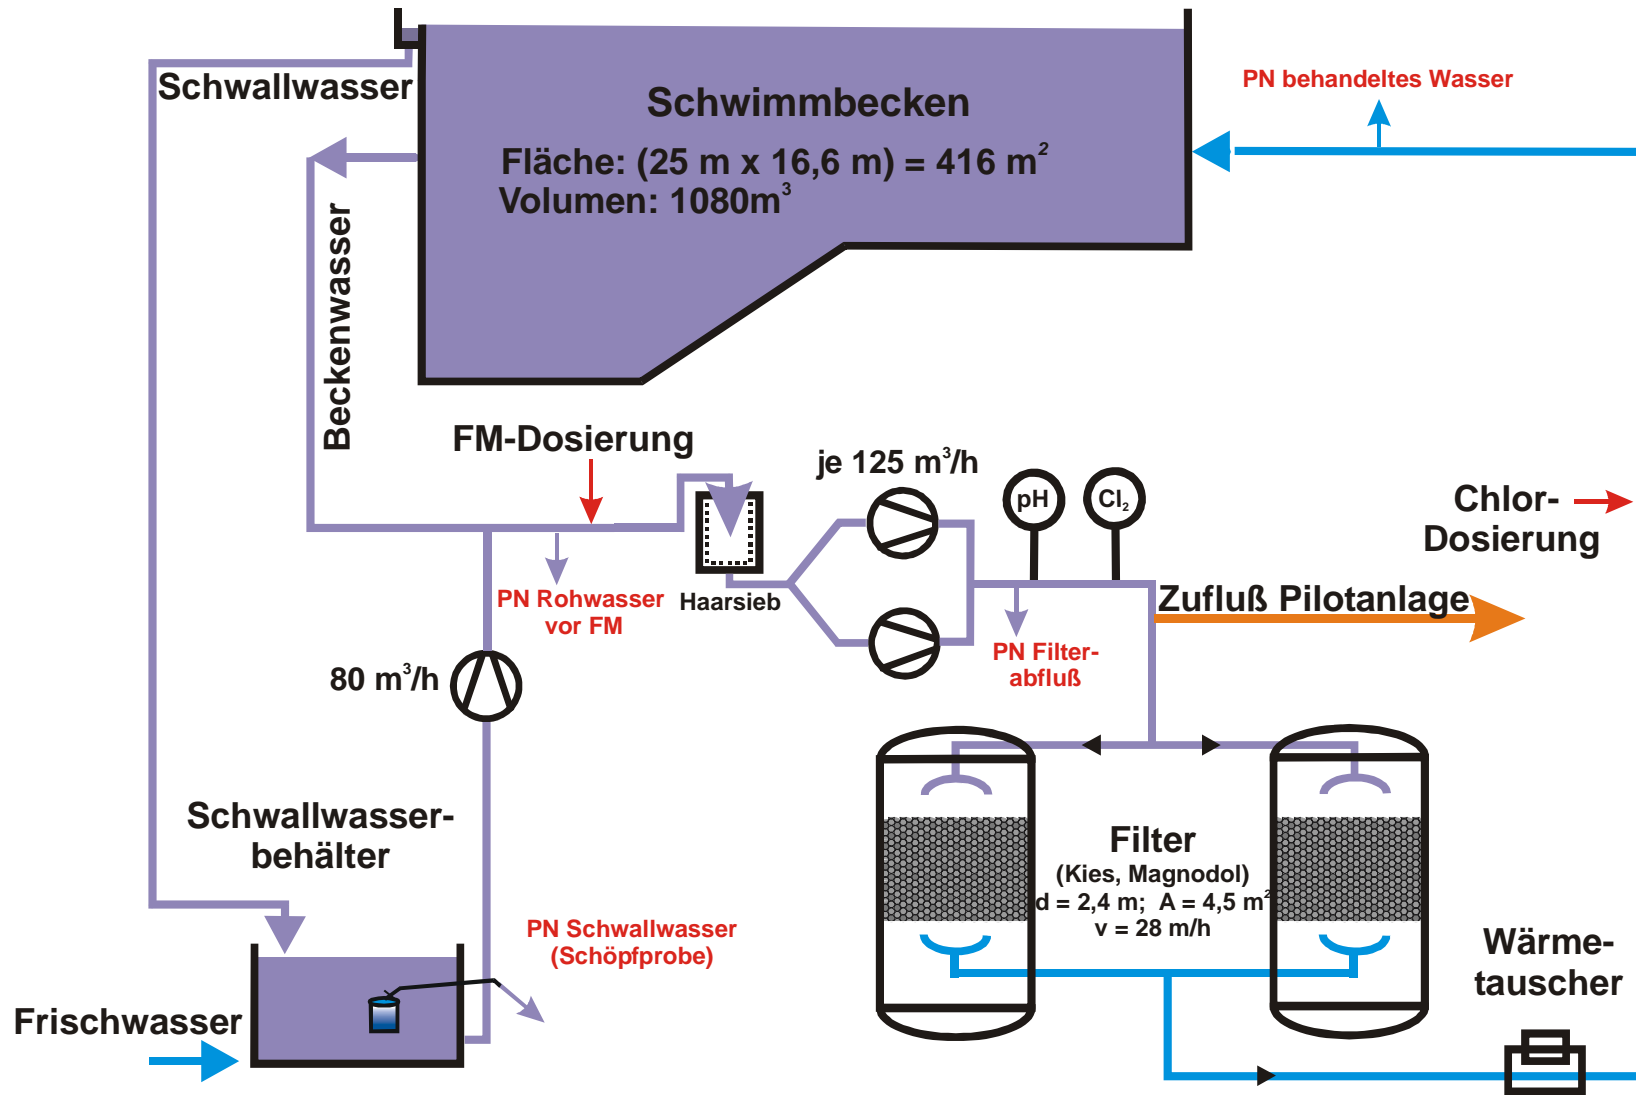 Schwallwasser
Schwimmbecken
Fläche: (25 m x 16,6 m) = 416 m²
Volumen: 1080m³
PN behandeltes Wasser
Beckenwasser
FM-Dosierung
je 125 m³/h
pH
Cl₂
Chlor-
Dosierung
PN Rohwasser
vor FM
Haarsieb
Zufluß Pilotanlage
PN Filter-
abfluß
80 m³/h
Schwallwasser-
behälter
Filter
(Kies, Magnodol)
d = 2,4 m; A = 4,5 m²
v = 28 m/h
PN Schwallwasser
(Schöpfprobe)
Wärme-
tauscher
Frischwasser